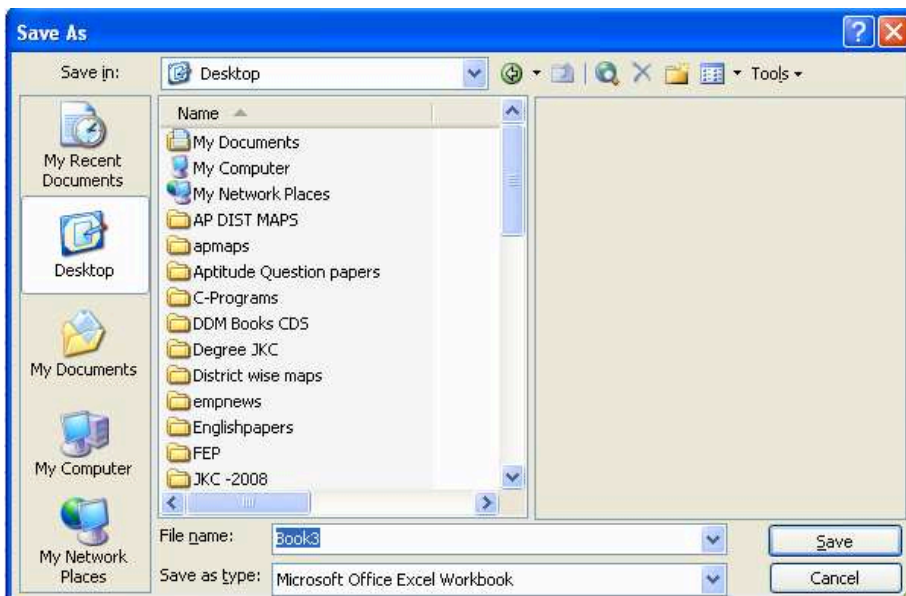 Save As
Save in:
Desktop
Tools
My Recent
Documents
Desktop
My Documents
My Computer
My Network
Places
Name
My Documents
My Computer
My Network Places
AP DIST MAPS
apmaps
Aptitude Question papers
C-Programs
DDM Books CDS
Degree JKC
District wise maps
empnews
Englishpapers
FEP
JKC -2008
File name:
Book3
Save
Save as type:
Microsoft Office Excel Workbook
Cancel